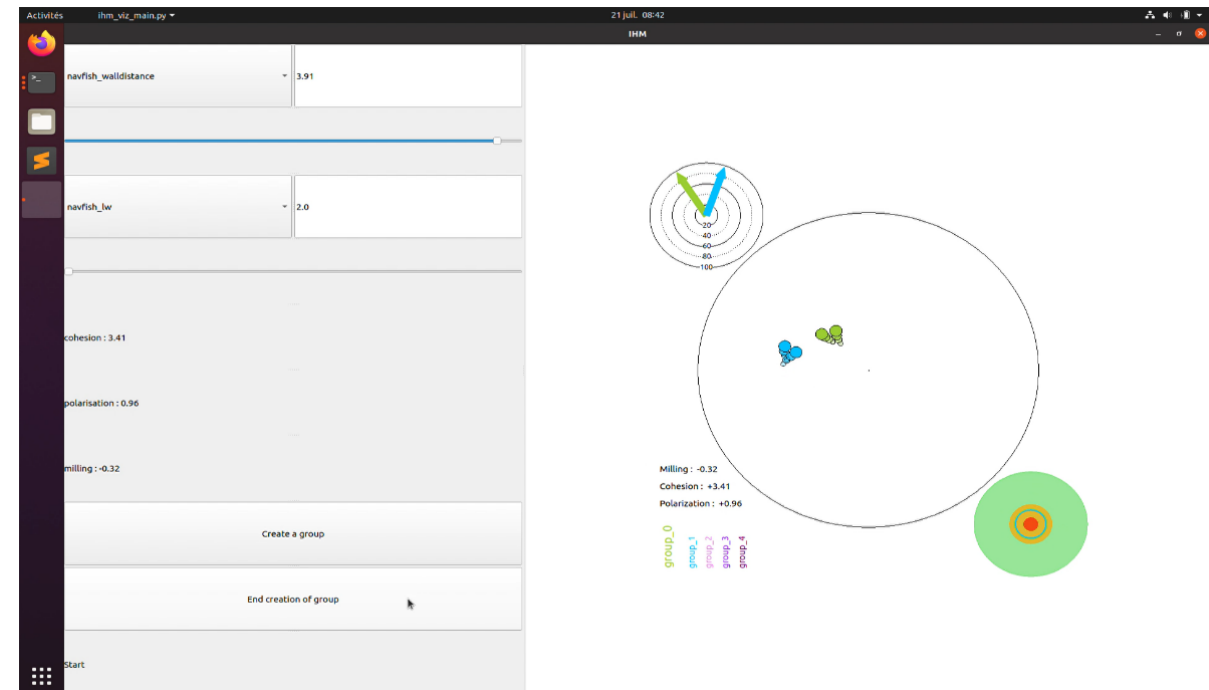 Activités
ihm_viz_main.py
21 juil. 08:42
IHM
navfish_walldistance
3.91
navfish_lw
2.0
cohesion : 3.41
polarisation : 0.96
milling : -0.32
Create a group
End creation of group
Start
20
40
60
80
100
Milling : -0.32
Cohesion : +3.41
Polarization : +0.96
group_0
group_1
group_2
group_3
group_4